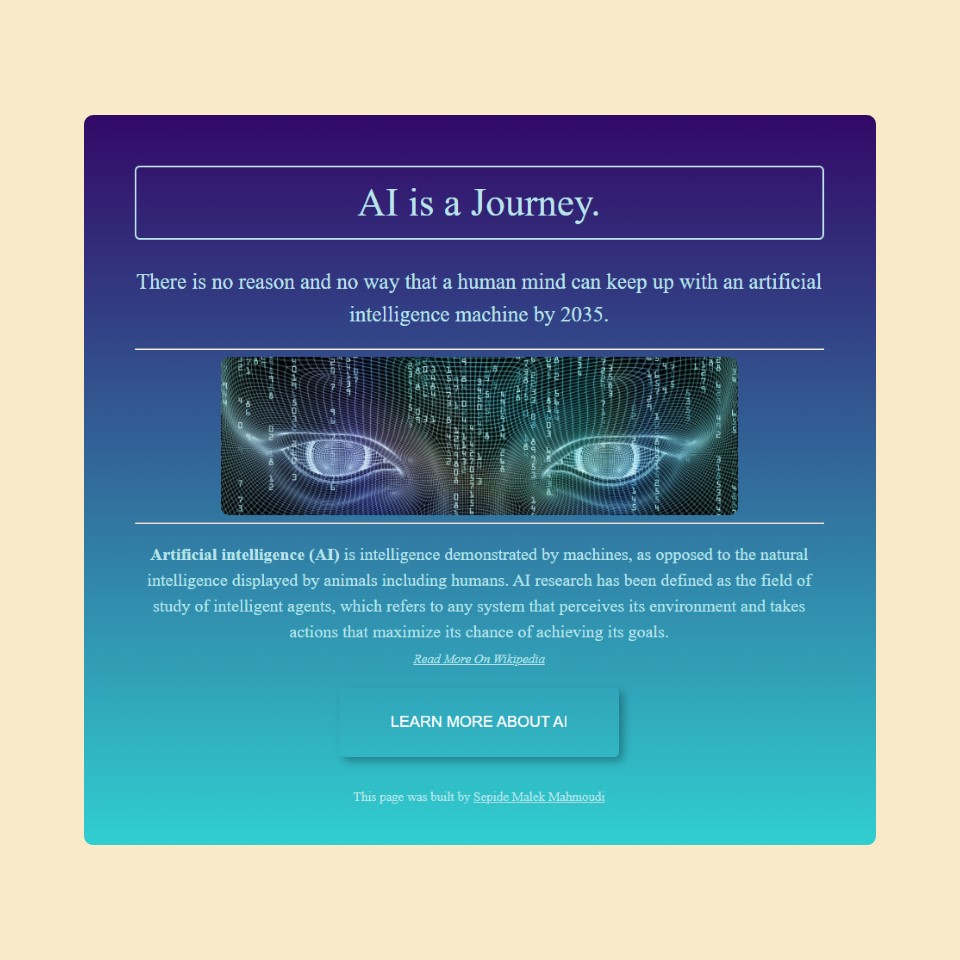 AI is a Journey.
There is no reason and no way that a human mind can keep up with an artificial
intelligence machine by 2035.
Artificial intelligence (AI) is intelligence demonstrated by machines, as opposed to the natural
intelligence displayed by animals including humans. AI research has been defined as the field of
study of intelligent agents, which refers to any system that perceives its environment and takes
actions that maximize its chance of achieving its goals.
Read More On Wikipedia
LEARN MORE ABOUT AI
This page was built by Sepide Malek Mahmoudi